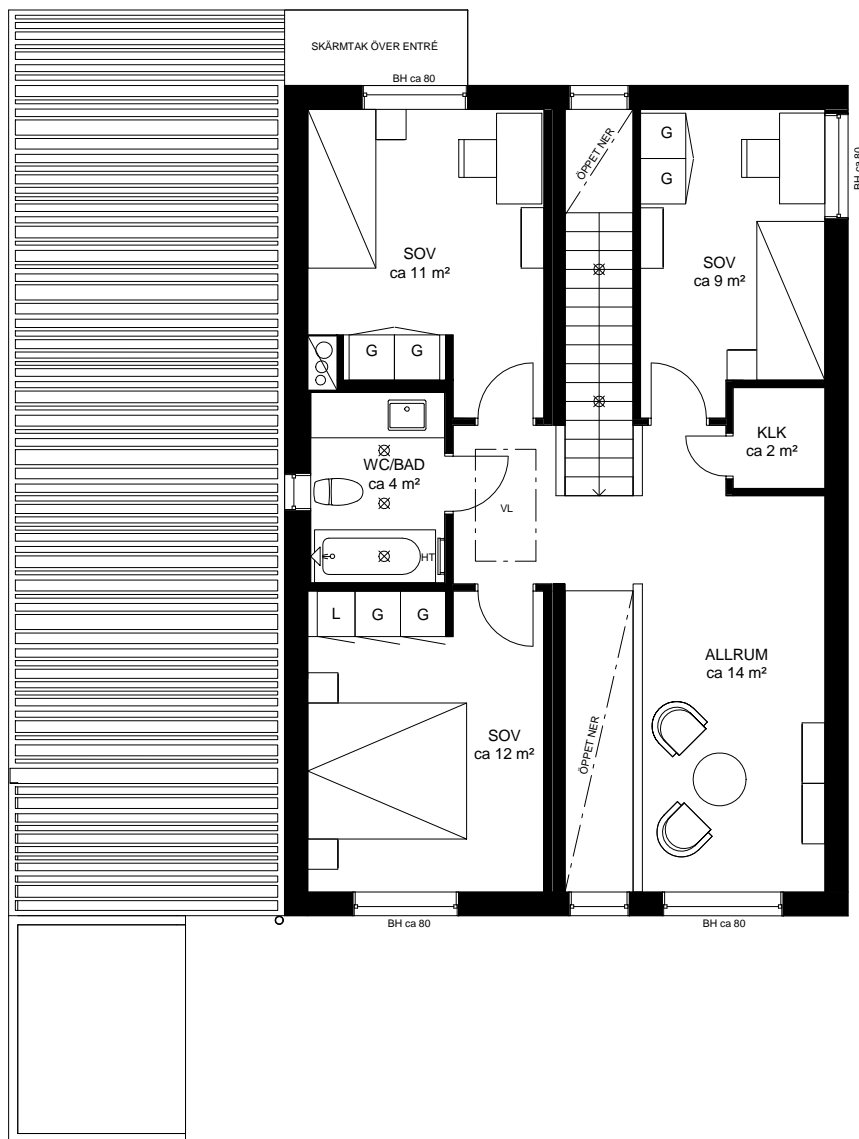 SKÄRMTAK ÖVER ENTRÉ
BH ca 80
ÖPPET NER
G
G
BH ca 80
SOV
ca 11 m²
SOV
ca 9 m²
G G
KLK
ca 2 m²
WC/BAD
ca 4 m²
VL
HT
L G G
ALLRUM
ca 14 m²
SOV
ca 12 m²
ÖPPET NER
BH ca 80
BH ca 80